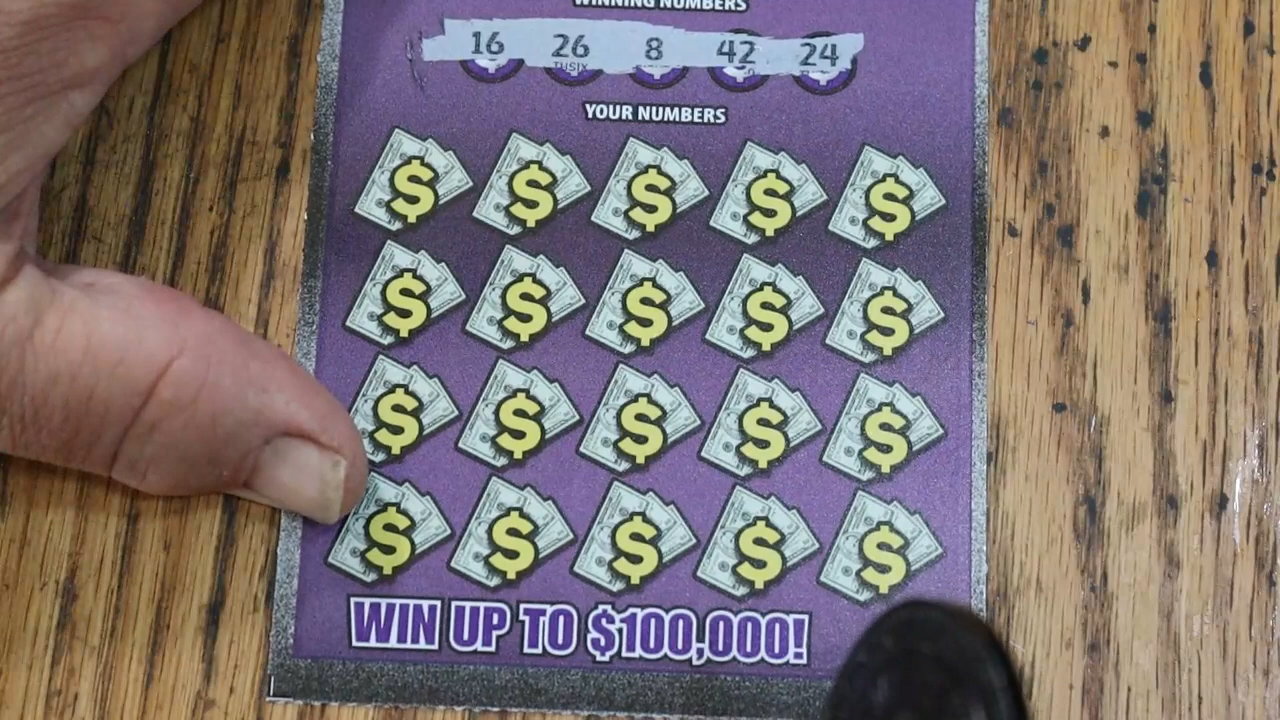 WINNING NUMBERS
16 26 8 42 24
YOUR NUMBERS
$ $ $ $ $
$ $ $ $ $
$ $ $ $ $
$ $ $ $ $
WIN UP TO $100,000!